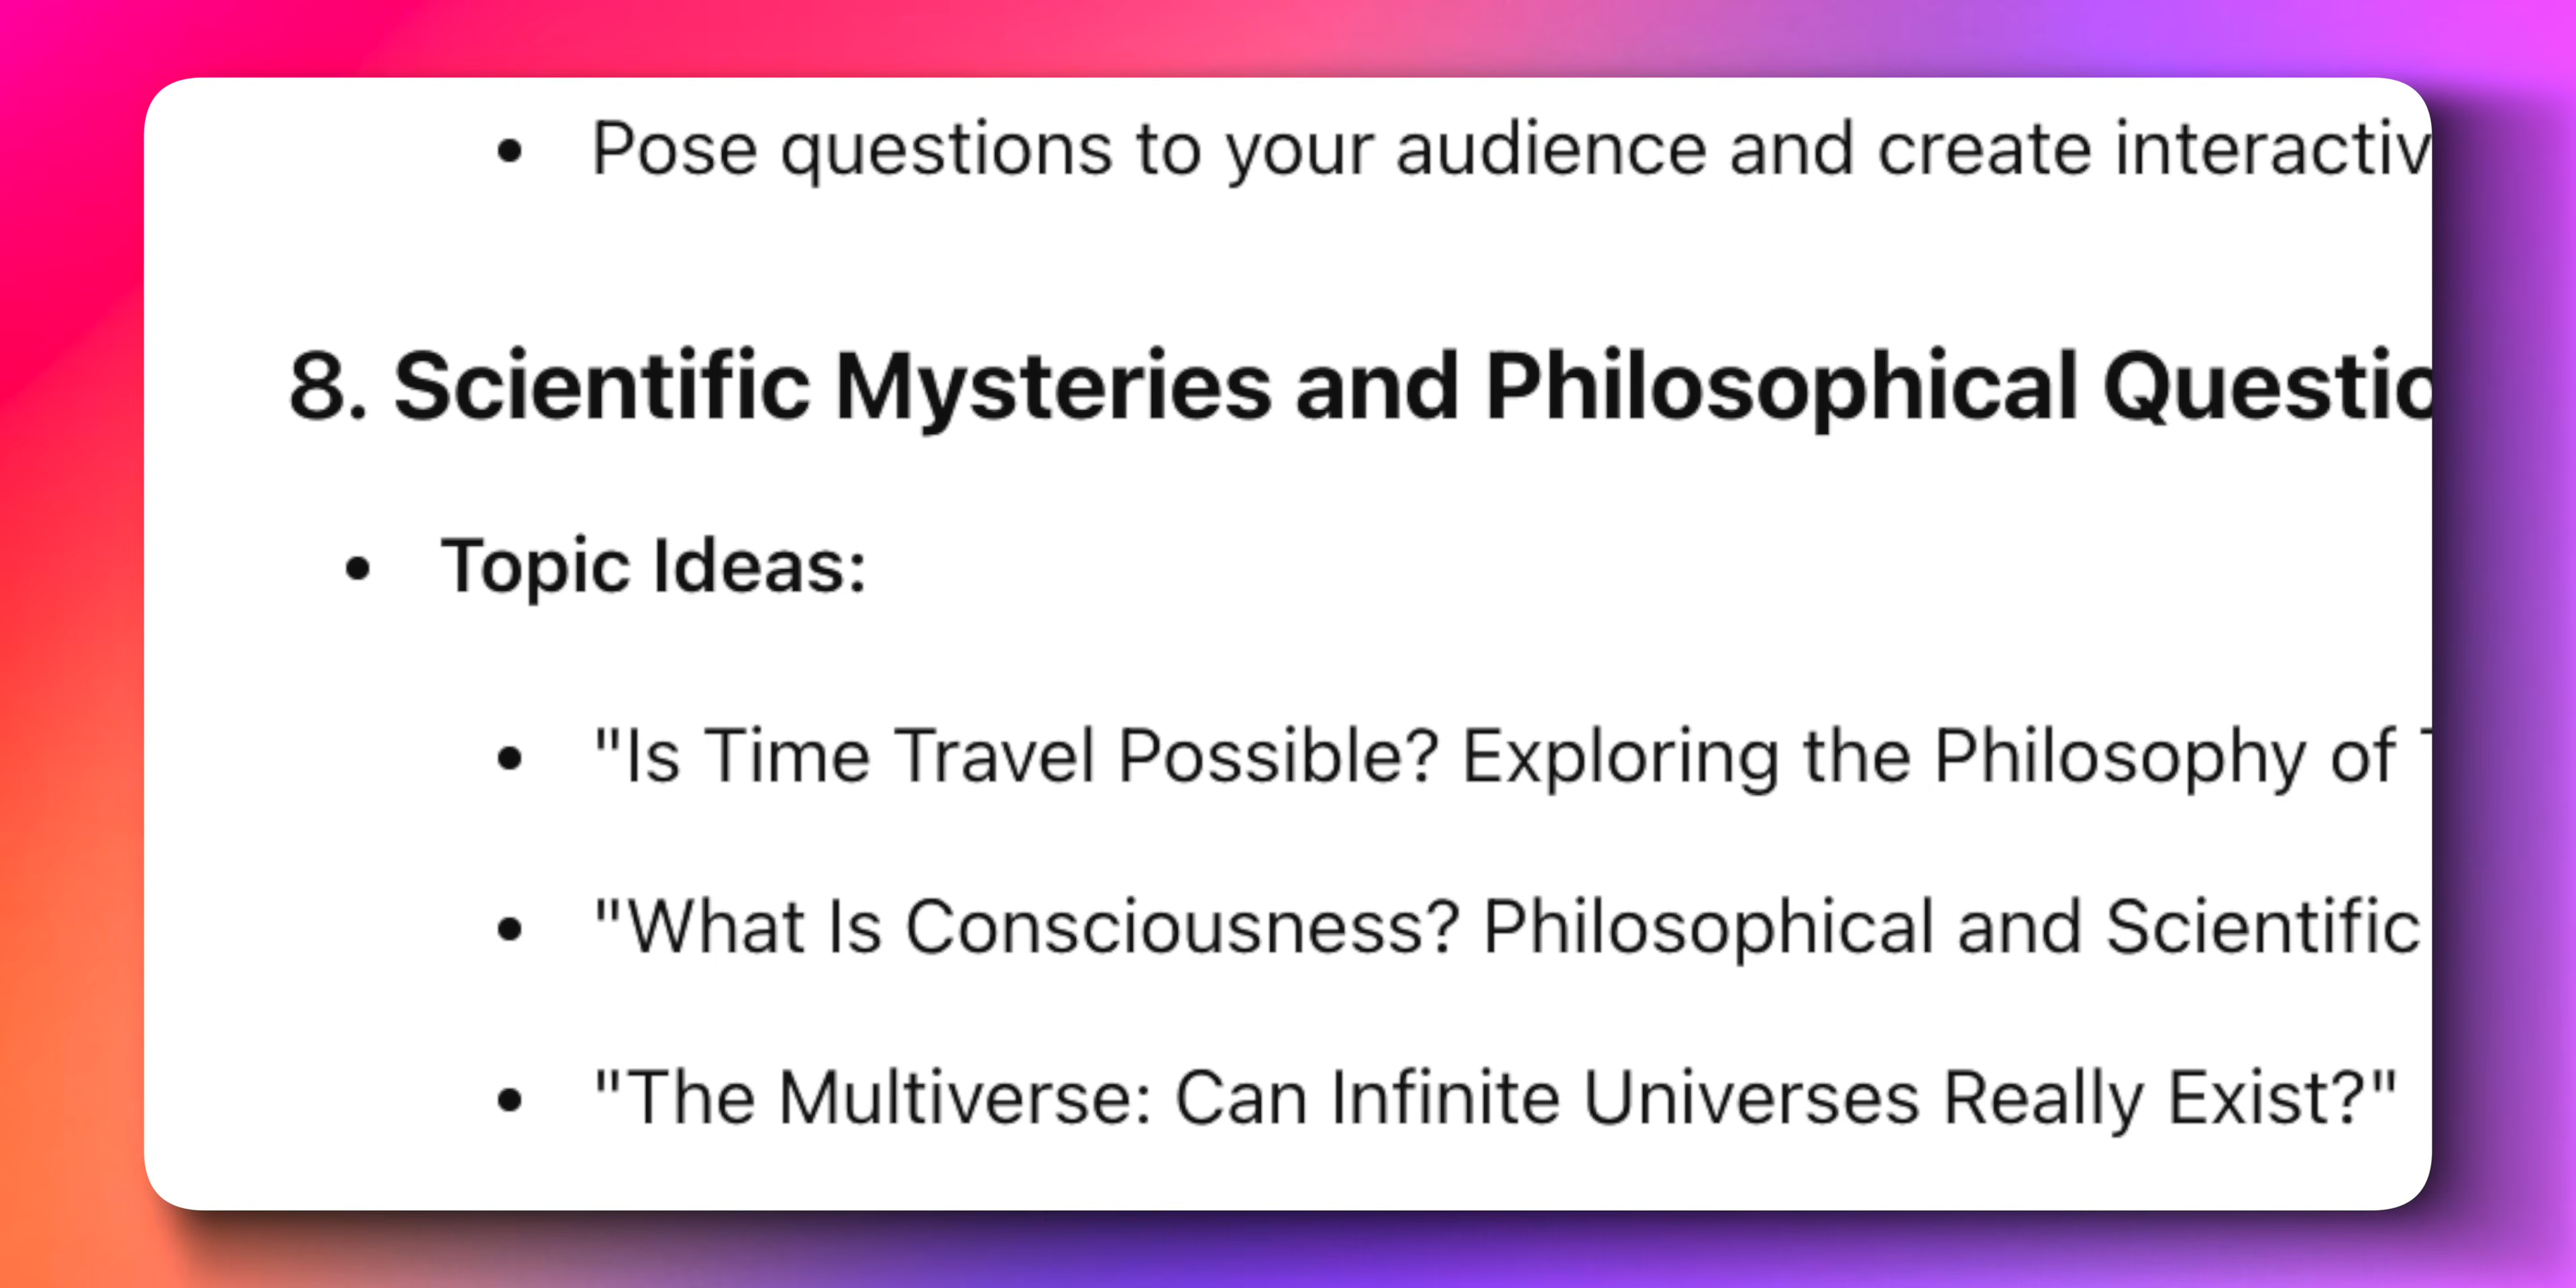 • Pose questions to your audience and create interactiv
8. Scientific Mysteries and Philosophical Questio
• Topic Ideas:
• "Is Time Travel Possible? Exploring the Philosophy of
• "What Is Consciousness? Philosophical and Scientific
• "The Multiverse: Can Infinite Universes Really Exist?"